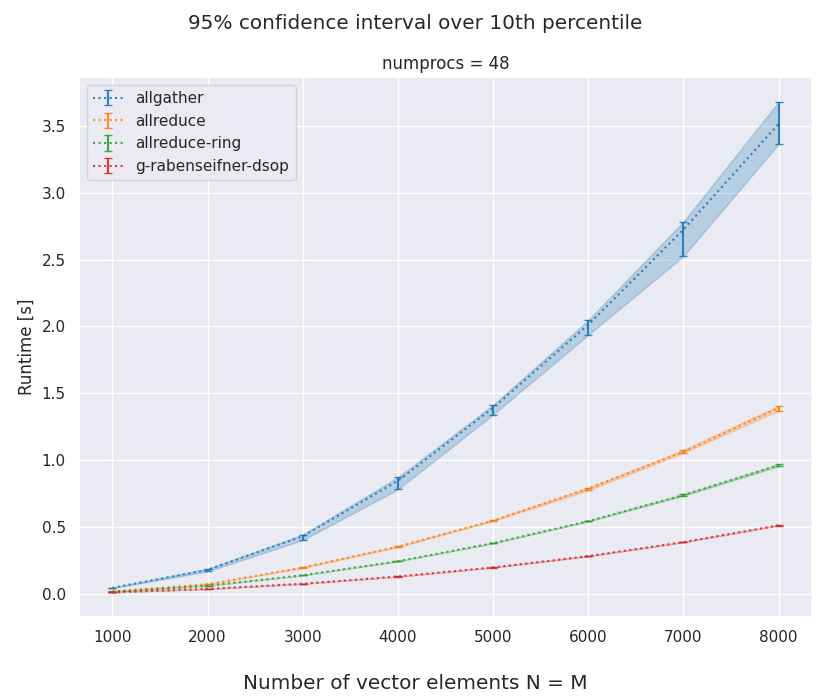 95% confidence interval over 10th percentile
numprocs = 48
allgather
allreduce
allreduce-ring
g-rabenseifner-dsop
Runtime [s]
3.5
3.0
2.5
2.0
1.5
1.0
0.5
0.0
1000 2000 3000 4000 5000 6000 7000 8000
Number of vector elements N = M